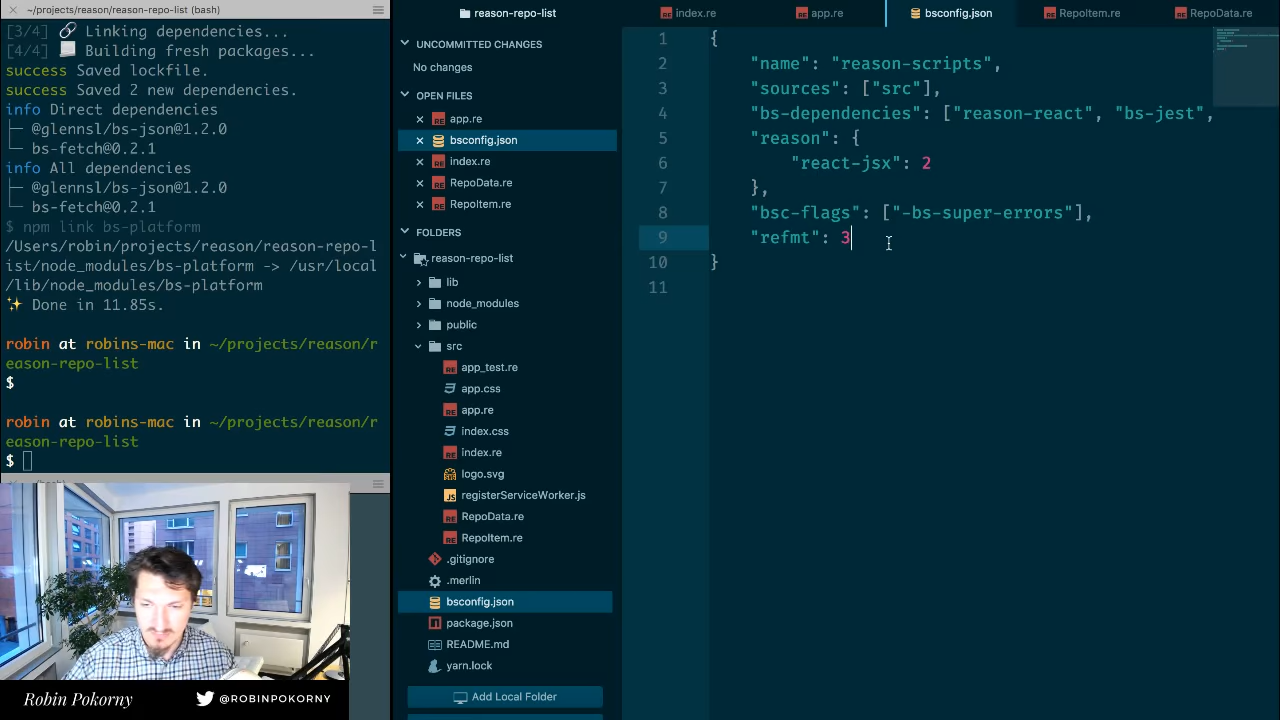 ~/projects/reason/reason-repo-list (bash)
[3/4] Linking dependencies...
[4/4] Building fresh packages...
success Saved lockfile.
success Saved 2 new dependencies.
info Direct dependencies
├─ @glennsl/bs-json@1.2.0
└─ bs-fetch@0.2.1
info All dependencies
├─ @glennsl/bs-json@1.2.0
└─ bs-fetch@0.2.1
$ npm link bs-platform
/Users/robin/projects/reason/reason-repo-l
ist/node_modules/bs-platform -> /usr/local
/lib/node_modules/bs-platform
✨ Done in 11.85s.
robin at robins-mac in ~/projects/reason/r
eason-repo-list
$
robin at robins-mac in ~/projects/reason/r
eason-repo-list
$
Robin Pokorny
@ROBINPOKORNY
reason-repo-list
UNCOMMITTED CHANGES
No changes
OPEN FILES
app.re
bsconfig.json
index.re
RepoData.re
RepoItem.re
FOLDERS
reason-repo-list
lib
node_modules
public
src
app_test.re
app.css
app.re
index.css
index.re
logo.svg
registerServiceWorker.js
RepoData.re
RepoItem.re
.gitignore
.merlin
bsconfig.json
package.json
README.md
yarn.lock
Add Local Folder
index.re
app.re
bsconfig.json
RepoItem.re
RepoData.re
1 {
2 "name": "reason-scripts",
3 "sources": ["src"],
4 "bs-dependencies": ["reason-react", "bs-jest",
5 "reason": {
6 "react-jsx": 2
7 },
8 "bsc-flags": ["-bs-super-errors"],
9 "refmt": 3
10 }
11